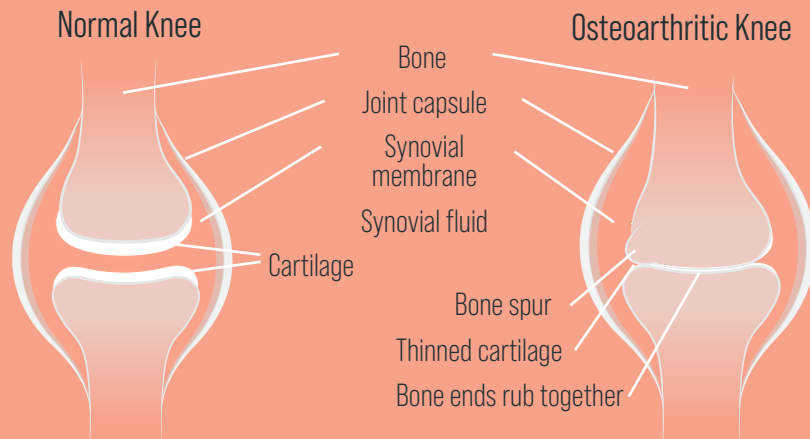 Normal Knee
Osteoarthritic Knee
Bone
Joint capsule
Synovial
membrane
Synovial fluid
Cartilage
Bone spur
Thinned cartilage
Bone ends rub together